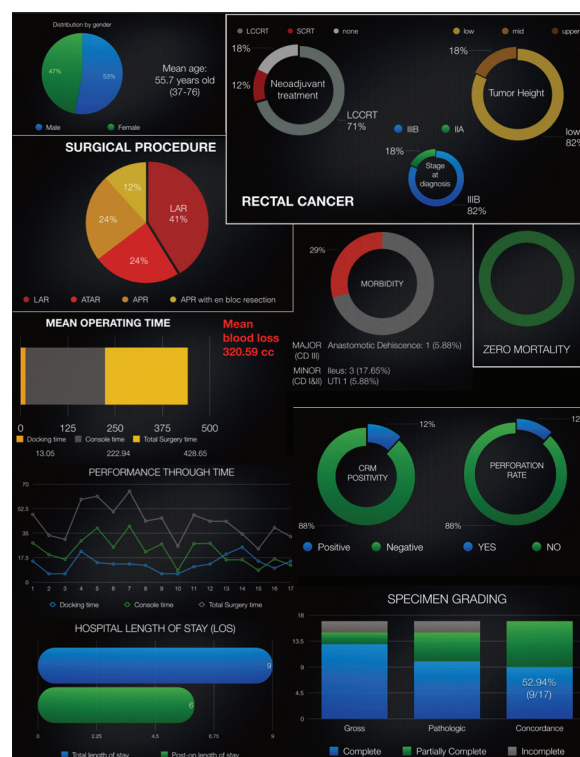 Distribution by gender
47%
53%
Mean age:
55.7 years old
(37-76)
Male
Female
LCCRT
SCRT
none
18%
12%
Neoadjuvant
treatment
LCCRT
71%
low
mid
upper
18%
Tumor Height
low
82%
IIIB
IIA
18%
Stage
at
diagnosis
IIIB
82%
RECTAL CANCER
SURGICAL PROCEDURE
12%
LAR
41%
24%
24%
LAR
ATAR
APR
APR with en bloc resection
29%
MORBIDITY
MAJOR
(CD III)
Anastomotic Dehiscence: 1 (5.88%)
MINOR
(CD I&II)
Ileus: 3 (17.65%)
UTI 1 (5.88%)
ZERO MORTALITY
MEAN OPERATING TIME
Mean
blood loss
320.59 cc
0 125 250 375 500
Docking time
Console time
Total Surgery time
13.05
222.94
428.65
12%
CRM
POSITIVITY
88%
Positive
Negative
12%
PERFORATION
RATE
88%
YES
NO
PERFORMANCE THROUGH TIME
70
52.5
35
17.5
0
1 2 3 4 5 6 7 8 9 10 11 12 13 14 15 16 17
Docking time
Console time
Total Surgery time
HOSPITAL LENGTH OF STAY (LOS)
9
6
0 2.25 4.5 6.75 9
Total length of stay
Post-op length of stay
SPECIMEN GRADING
18
13.5
9
4.5
0
52.94%
(9/17)
Gross
Pathologic
Concordance
Complete
Partially Complete
Incomplete